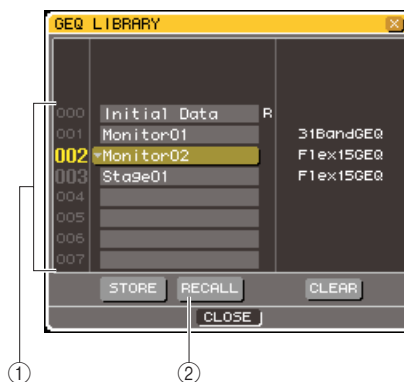 GEQ LIBRARY
000 Initial Data R
001 Monitor01 31BandGEQ
002 Monitor02 Flex15GEQ
003 Stage01 Flex15GEQ
004
005
006
007
STORE RECALL CLEAR
CLOSE
① ②